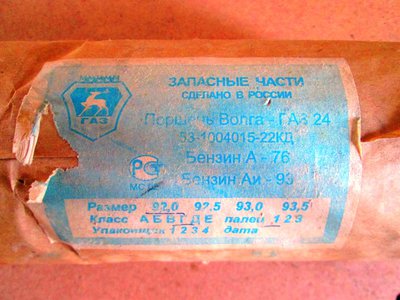 ГАЗ
ЗАПАСНЫЕ ЧАСТИ
СДЕЛАНО В РОССИИ
Поршень Волга - ГАЗ 24
53-1004015-22КД
Бензин А - 76
РС
Бензин Аи - 93
Размер 92,0 92,5 93,0 93,5
Класс А Б В Г Д Е палец 1 2 3
Упаковщик 1 2 3 4 дата